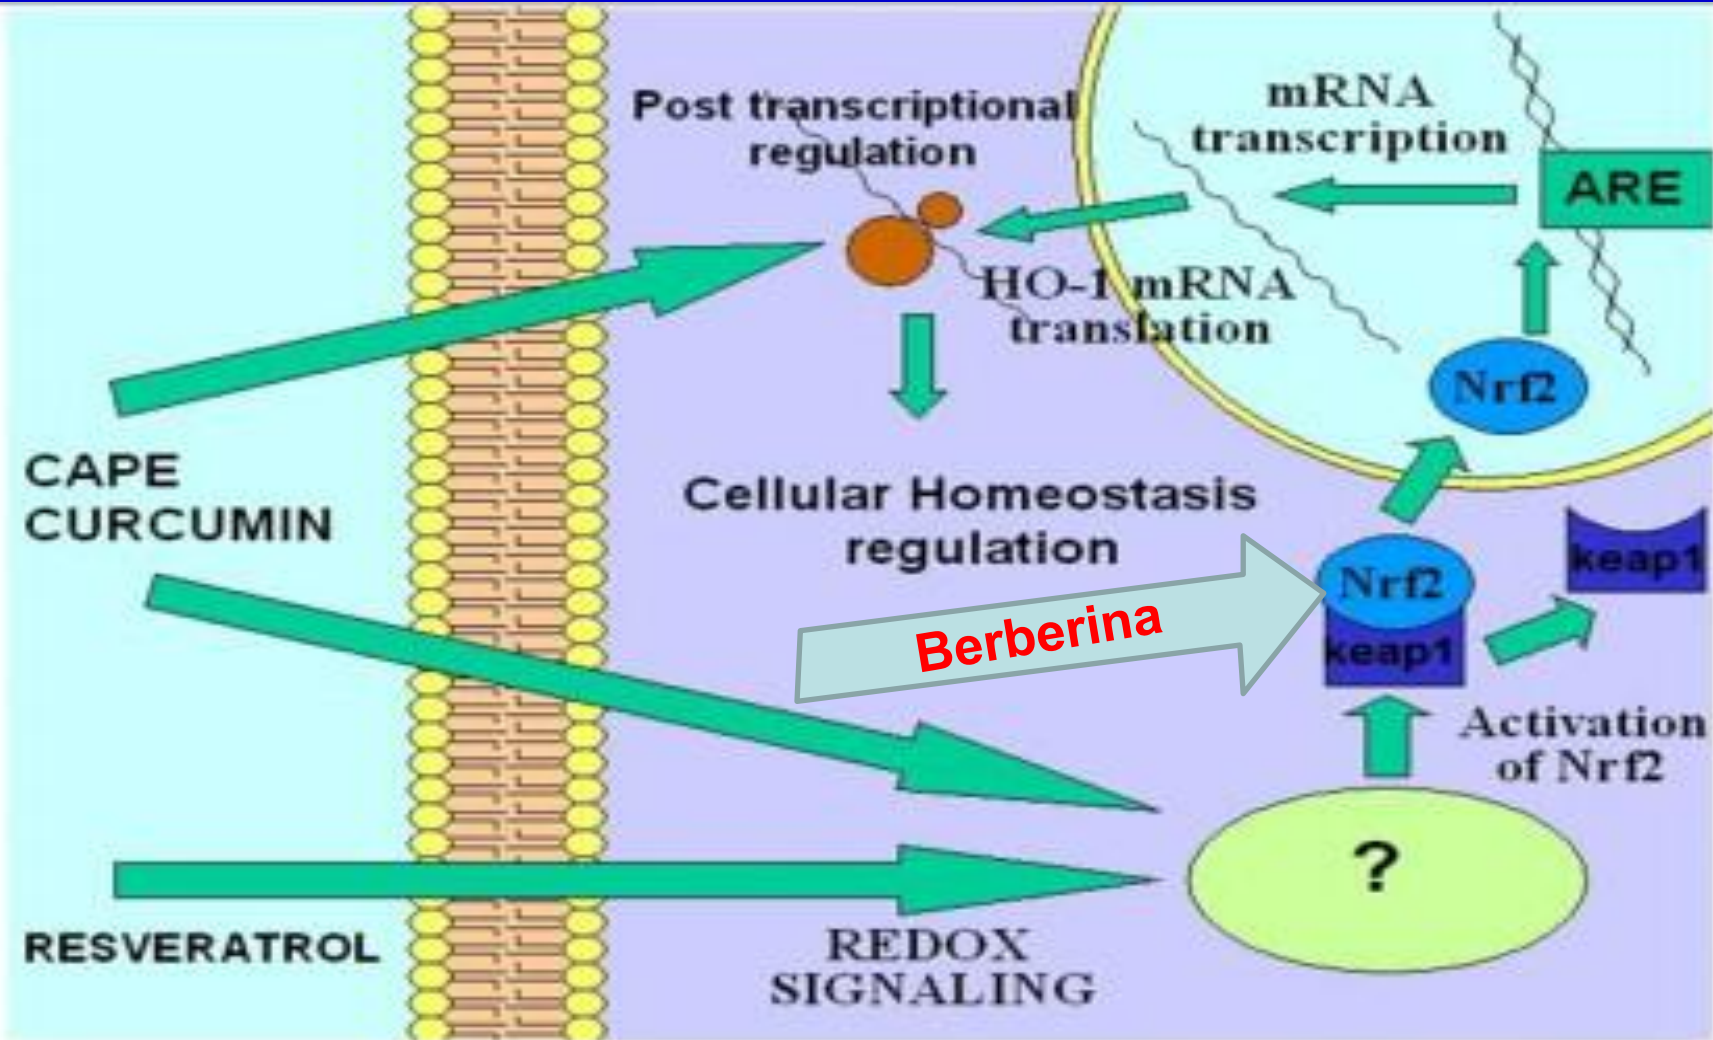 Post transcriptional
regulation
mRNA
transcription
ARE
HO-1 mRNA
translation
Nrf2
CAPE
CURCUMIN
Cellular Homeostasis
regulation
Berberina
Nrf2
keap1
keap1
Activation
of Nrf2
?
RESVERATROL
REDOX
SIGNALING